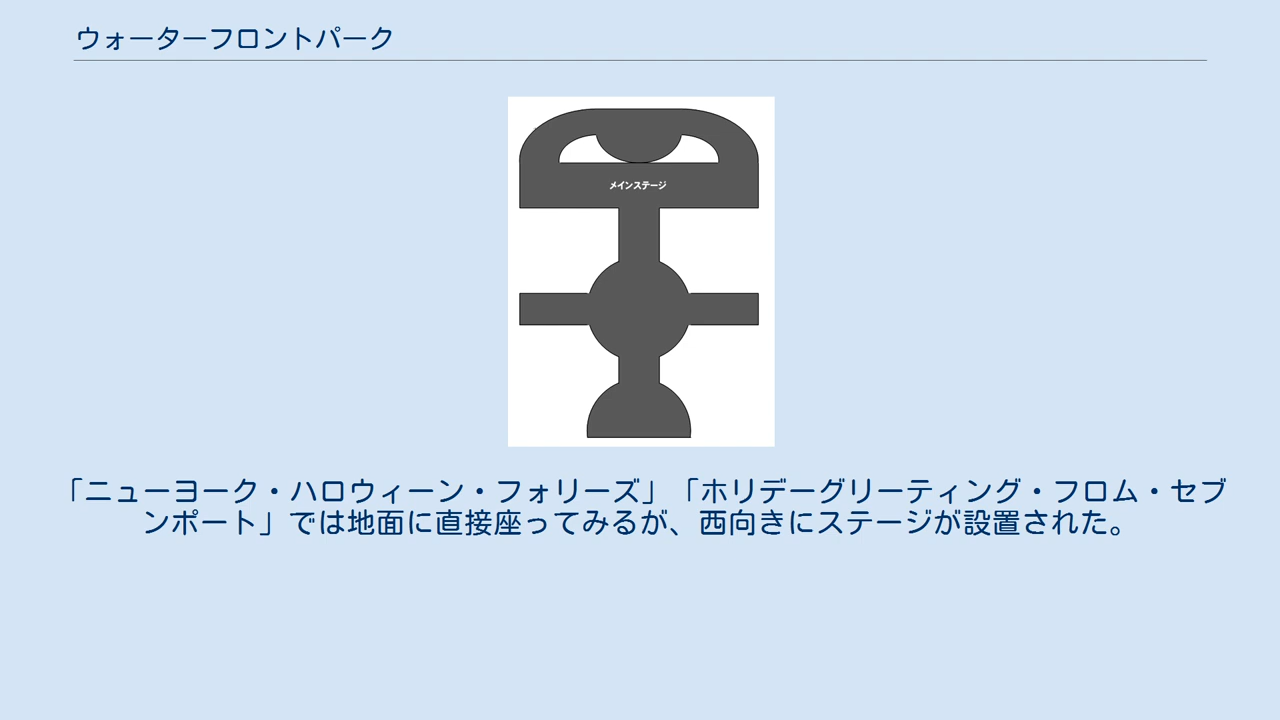 ウォーターフロントパーク
メインステージ
「ニューヨーク・ハロウィーン・フォリーズ」「ホリデーグリーティング・フロム・セブ
ンポート」では地面に直接座ってみるが、西向きにステージが設置された。